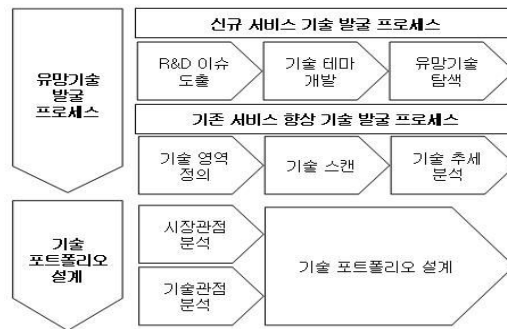 신규 서비스 기술 발굴 프로세스
유망기술
발굴
프로세스
R&D 이슈
도출
기술 테마
개발
유망기술
탐색
기존 서비스 향상 기술 발굴 프로세스
기술 영역
정의
기술 스캔
기술 추세
분석
기술
포트폴리오
설계
시장관점
분석
기술관점
분석
기술 포트폴리오 설계